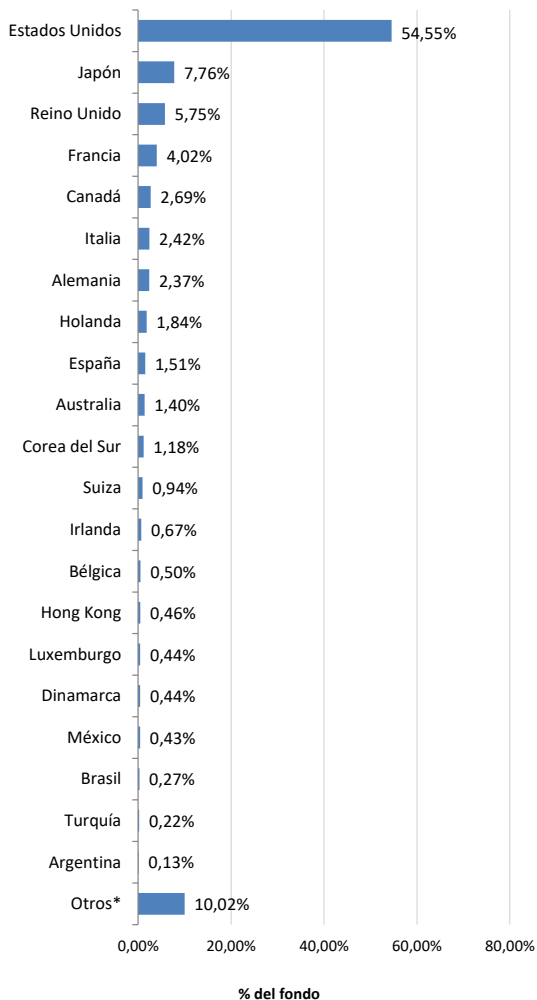 Estados Unidos 54,55%
Japón 7,76%
Reino Unido 5,75%
Francia 4,02%
Canadá 2,69%
Italia 2,42%
Alemania 2,37%
Holanda 1,84%
España 1,51%
Australia 1,40%
Corea del Sur 1,18%
Suiza 0,94%
Irlanda 0,67%
Bélgica 0,50%
Hong Kong 0,46%
Luxemburgo 0,44%
Dinamarca 0,44%
México 0,43%
Brasil 0,27%
Turquía 0,22%
Argentina 0,13%
Otros* 10,02%
0,00% 20,00% 40,00% 60,00% 80,00%
% del fondo